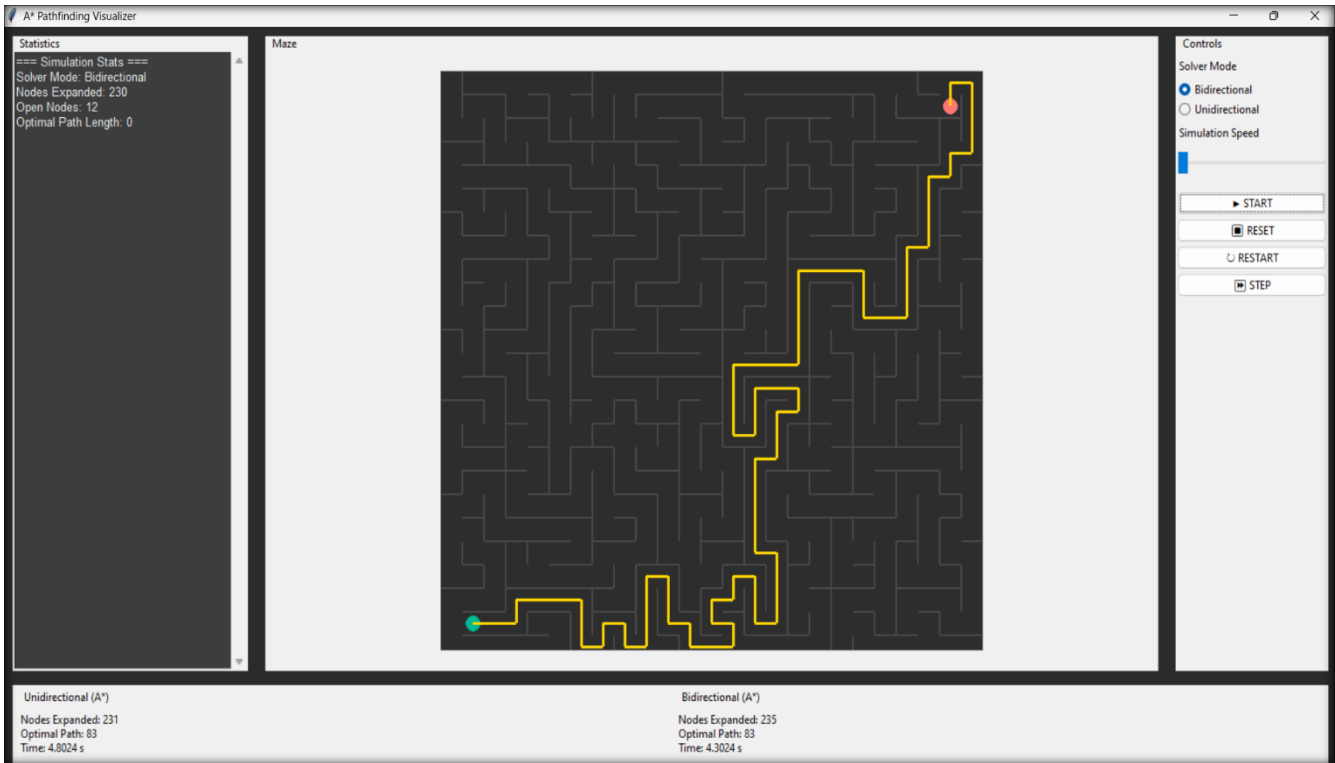 A* Pathfinding Visualizer
Statistics
=== Simulation Stats ===
Solver Mode: Bidirectional
Nodes Expanded: 230
Open Nodes: 12
Optimal Path Length: 0
Maze
Controls
Solver Mode
Bidirectional
Unidirectional
Simulation Speed
▶ START
RESET
RESTART
STEP
Unidirectional (A*)
Nodes Expanded: 231
Optimal Path: 83
Time: 4.8024 s
Bidirectional (A*)
Nodes Expanded: 235
Optimal Path: 83
Time: 4.3024 s